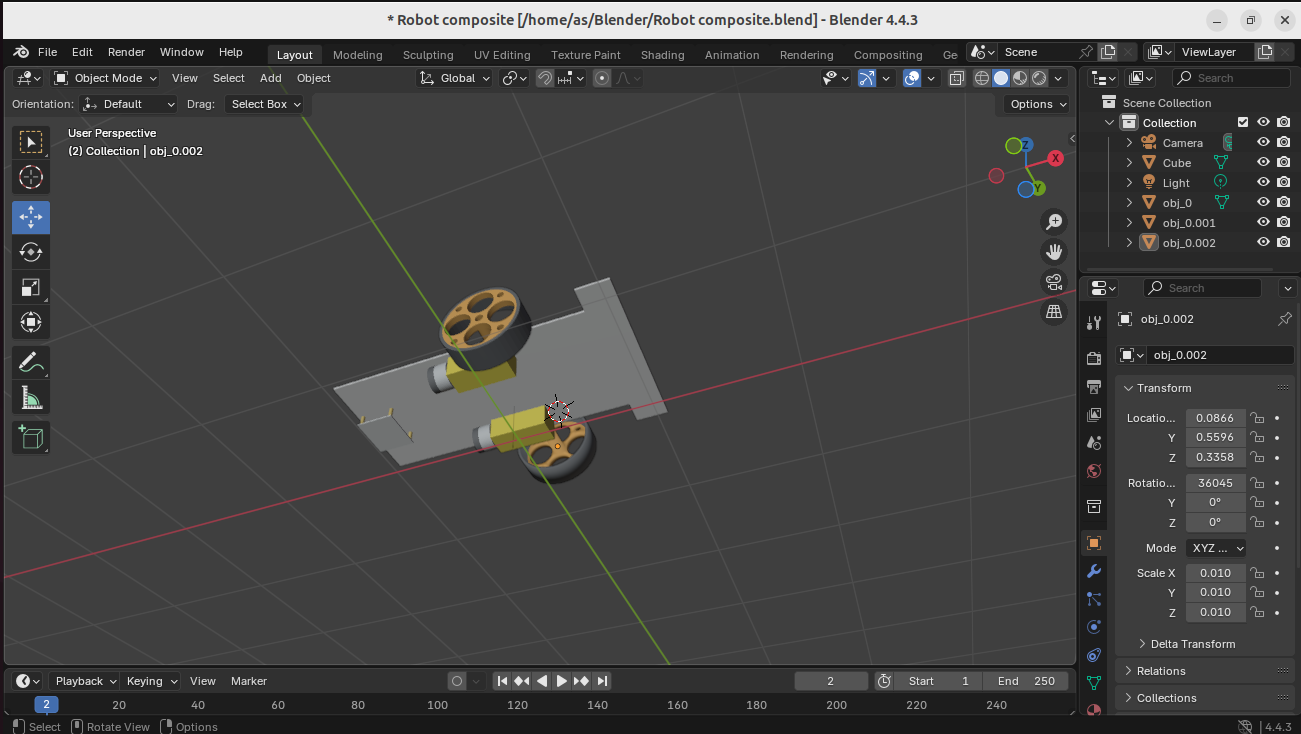 * Robot composite [/home/as/Blender/Robot composite.blend] - Blender 4.4.3
File Edit Render Window Help Layout Modeling Sculpting UV Editing Texture Paint Shading Animation Rendering Compositing Ge Scene ViewLayer
Object Mode View Select Add Object Global Search
Orientation: Default Drag: Select Box Options
User Perspective
(2) Collection | obj_0.002
Z
X
Y
Scene Collection
Collection
Camera
Cube
Light
obj_0
obj_0.001
obj_0.002
Search
obj_0.002
obj_0.002
Transform
Locatio... 0.0866
Y 0.5596
Z 0.3358
Rotatio... 36045
Y 0°
Z 0°
Mode XYZ ...
Scale X 0.010
Y 0.010
Z 0.010
Delta Transform
Relations
Collections
Playback Keying View Marker 2 Start 1 End 250
2 20 40 60 80 100 120 140 160 180 200 220 240
Select Rotate View Options 4.4.3